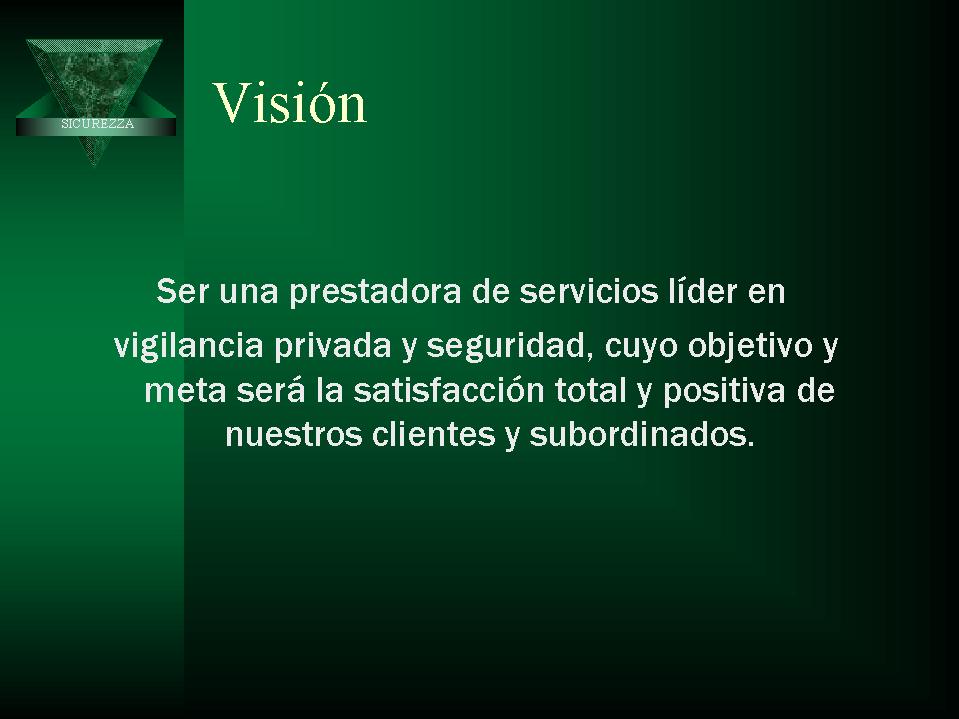 SICUREZZA
Visión
Ser una prestadora de servicios líder en
vigilancia privada y seguridad, cuyo objetivo y
meta será la satisfacción total y positiva de
nuestros clientes y subordinados.